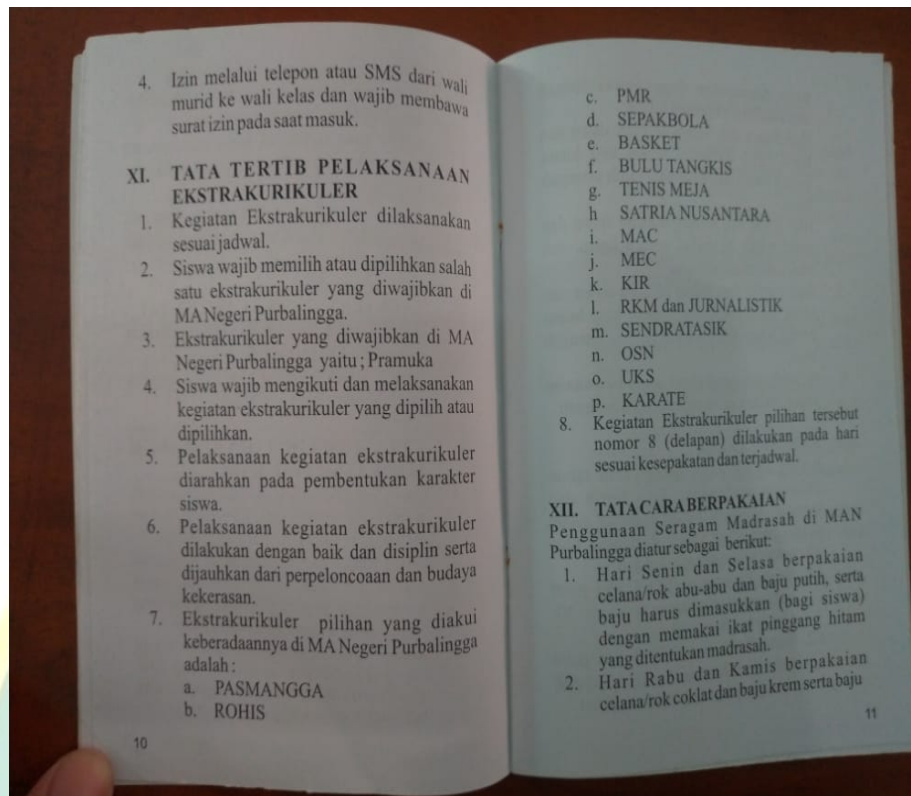 4. Izin melalui telepon atau SMS dari wali
murid ke wali kelas dan wajib membawa
surat izin pada saat masuk.
XI. TATA TERTIB PELAKSANAAN
EKSTRAKURIKULER
1. Kegiatan Ekstrakurikuler dilaksanakan
sesuai jadwal.
2. Siswa wajib memilih atau dipilihkan salah
satu ekstrakurikuler yang diwajibkan di
MA Negeri Purbalingga.
3. Ekstrakurikuler yang diwajibkan di MA
Negeri Purbalingga yaitu ; Pramuka
4. Siswa wajib mengikuti dan melaksanakan
kegiatan ekstrakurikuler yang dipilih atau
dipilihkan.
5. Pelaksanaan kegiatan ekstrakurikuler
diarahkan pada pembentukan karakter
siswa.
6. Pelaksanaan kegiatan ekstrakurikuler
dilakukan dengan baik dan disiplin serta
dijauhkan dari perpeloncoaan dan budaya
kekerasan.
7. Ekstrakurikuler pilihan yang diakui
keberadaannya di MA Negeri Purbalingga
adalah :
a. PASMANGGA
b. ROHIS
10
c. PMR
d. SEPAKBOLA
e. BASKET
f. BULU TANGKIS
g. TENIS MEJA
h SATRIA NUSANTARA
i. MAC
j. MEC
k. KIR
l. RKM dan JURNALISTIK
m. SENDRATASIK
n. OSN
o. UKS
p. KARATE
8. Kegiatan Ekstrakurikuler pilihan tersebut
nomor 8 (delapan) dilakukan pada hari
sesuai kesepakatan dan terjadwal.
XII. TATA CARA BERPAKAIAN
Penggunaan Seragam Madrasah di MAN
Purbalingga diatur sebagai berikut:
1. Hari Senin dan Selasa berpakaian
celana/rok abu-abu dan baju putih, serta
baju harus dimasukkan (bagi siswa)
dengan memakai ikat pinggang hitam
yang ditentukan madrasah.
2. Hari Rabu dan Kamis berpakaian
celana/rok coklat dan baju krem serta baju
11